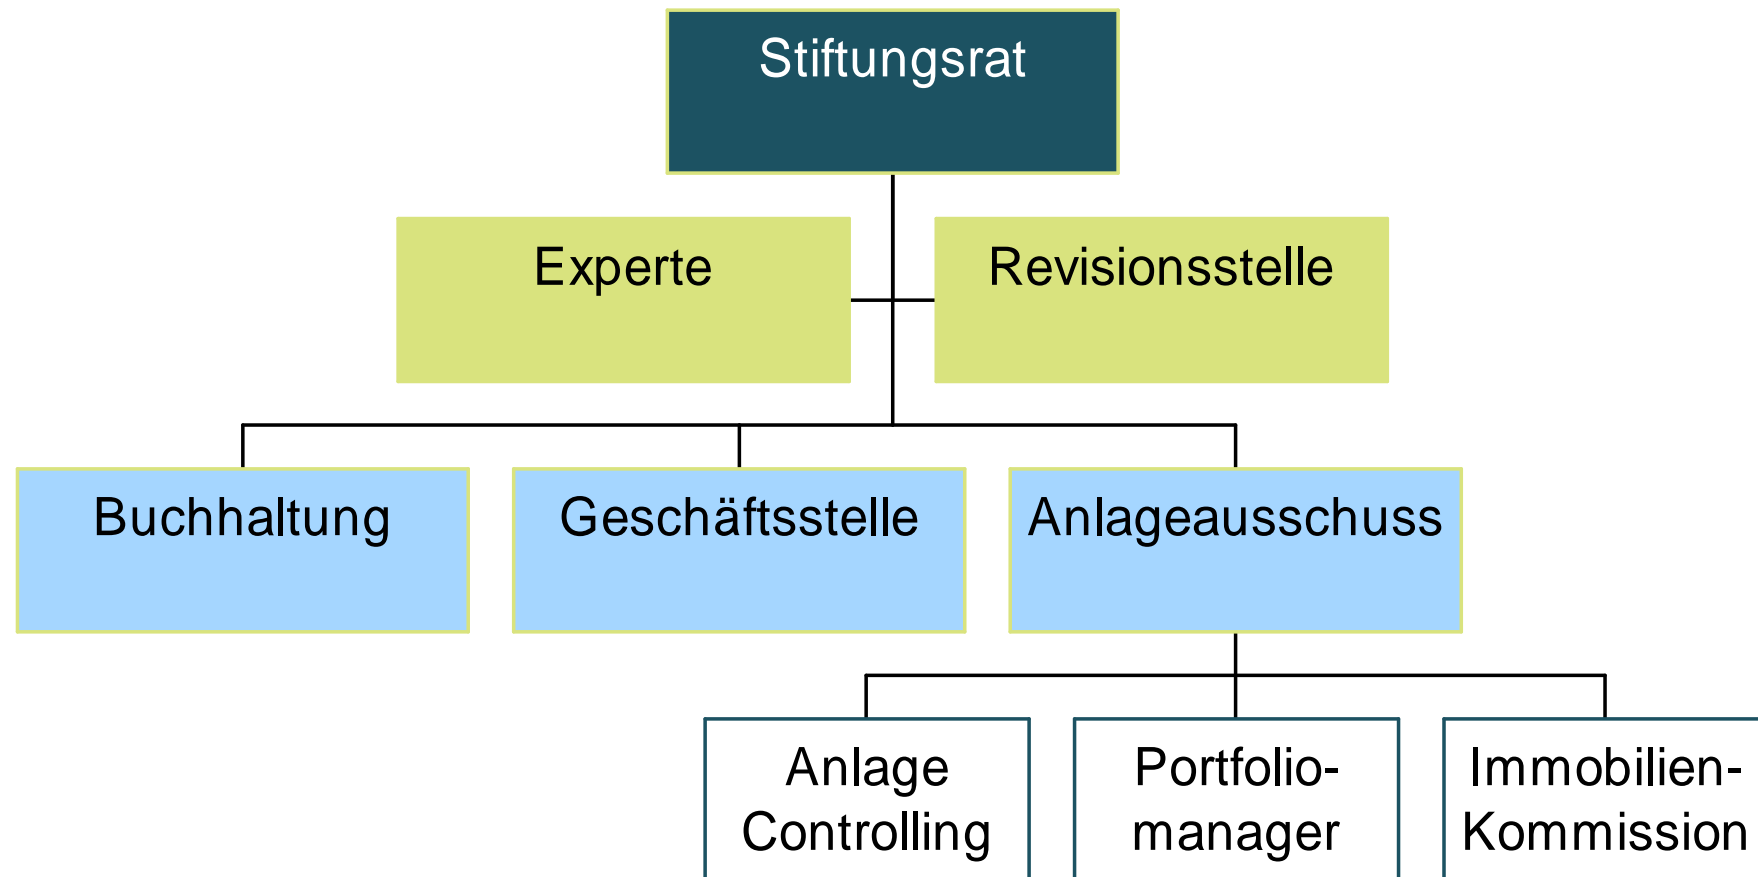 Stiftungsrat
Experte
Revisionsstelle
Buchhaltung
Geschäftsstelle
Anlageausschuss
Anlage
Controlling
Portfolio-
manager
Immobilien-
Kommission